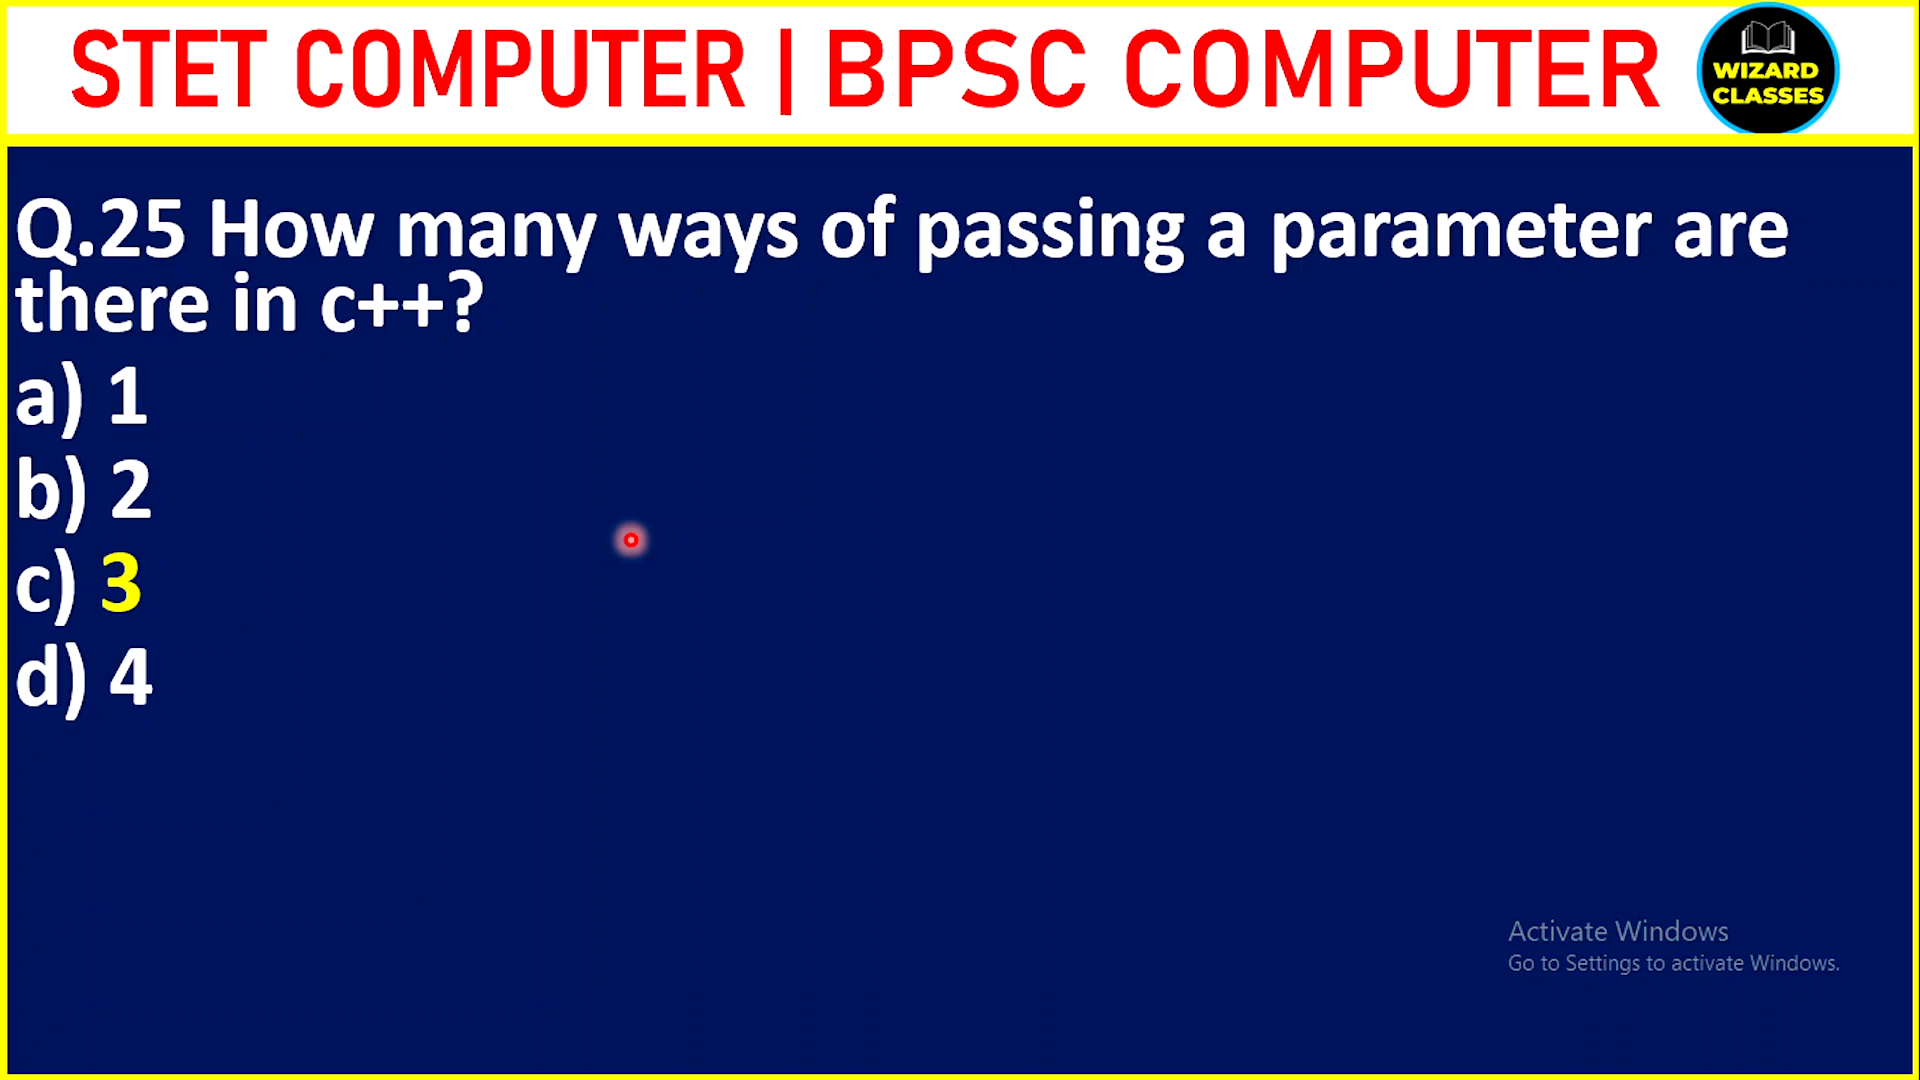 STET COMPUTER | BPSC COMPUTER
WIZARD
CLASSES
Q.25 How many ways of passing a parameter are
there in c++?
a) 1
b) 2
c) 3
d) 4
Activate Windows
Go to Settings to activate Windows.